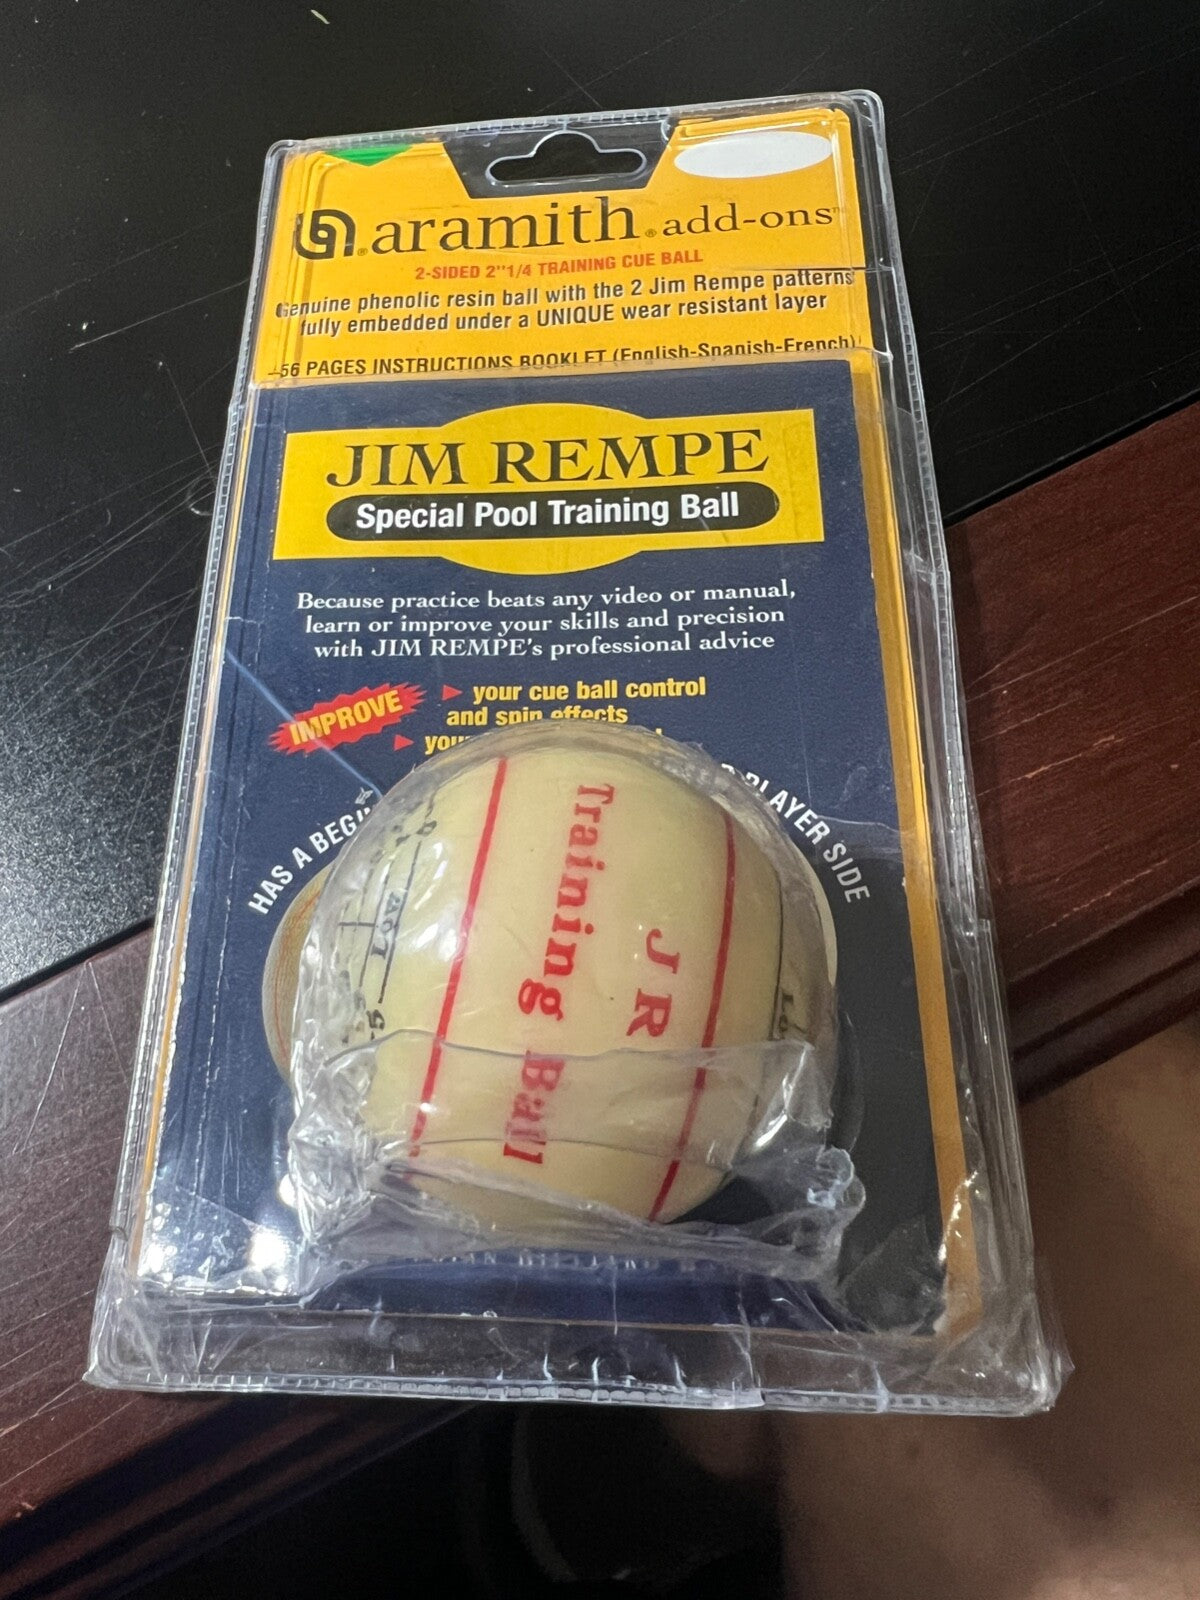 aramith® add-ons™
2-SIDED 2"1/4 TRAINING CUE BALL
Genuine phenolic resin ball with the 2 Jim Rempe patterns
fully embedded under a UNIQUE wear resistant layer
56 PAGES INSTRUCTIONS BOOKLET (English-Spanish-French)
JIM REMPE
Special Pool Training Ball
Because practice beats any video or manual,
learn or improve your skills and precision
with JIM REMPE's professional advice
IMPROVE
your cue ball control
and spin effects
HAS A
PLAYER SIDE
Training Ball
J R
Low
5